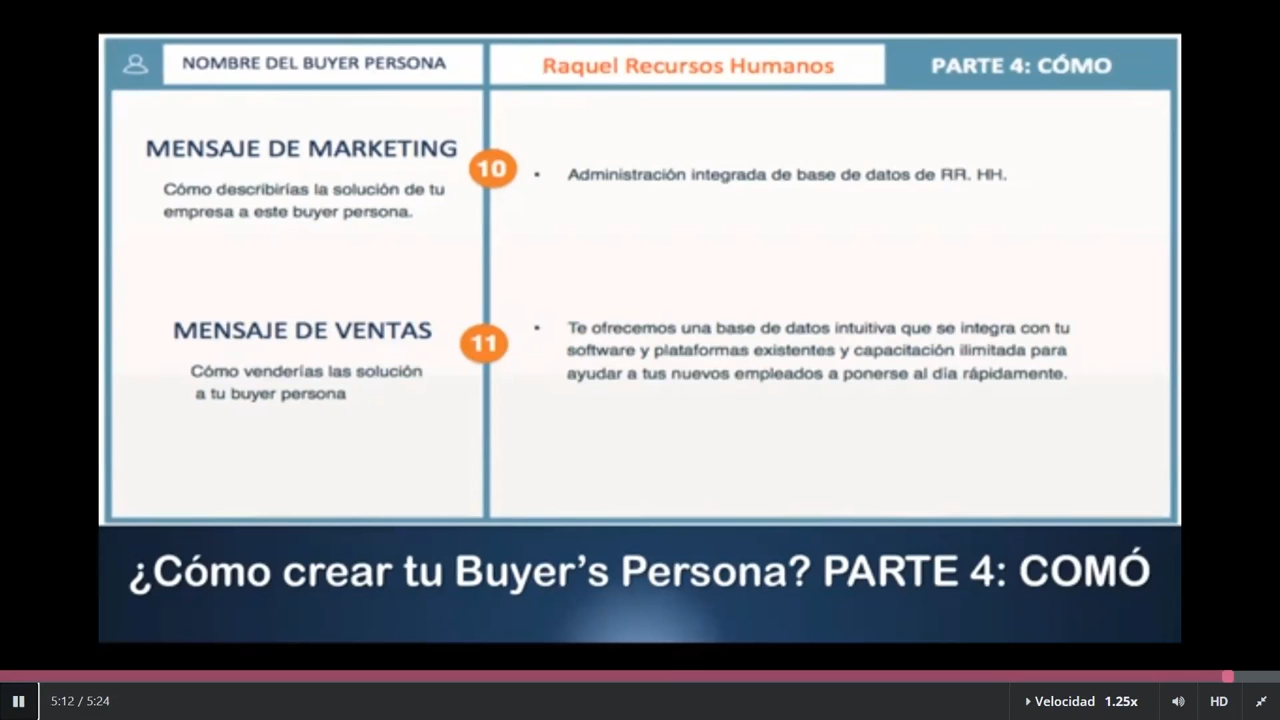 NOMBRE DEL BUYER PERSONA
Raquel Recursos Humanos
PARTE 4: CÓMO
MENSAJE DE MARKETING
Cómo describirías la solución de tu
empresa a este buyer persona.
10
• Administración integrada de base de datos de RR. HH.
MENSAJE DE VENTAS
Cómo venderías las solución
a tu buyer persona
11
• Te ofrecemos una base de datos intuitiva que se integra con tu
software y plataformas existentes y capacitación ilimitada para
ayudar a tus nuevos empleados a ponerse al día rápidamente.
¿Cómo crear tu Buyer’s Persona? PARTE 4: COMÓ
5:12 / 5:24
Velocidad 1.25x
HD